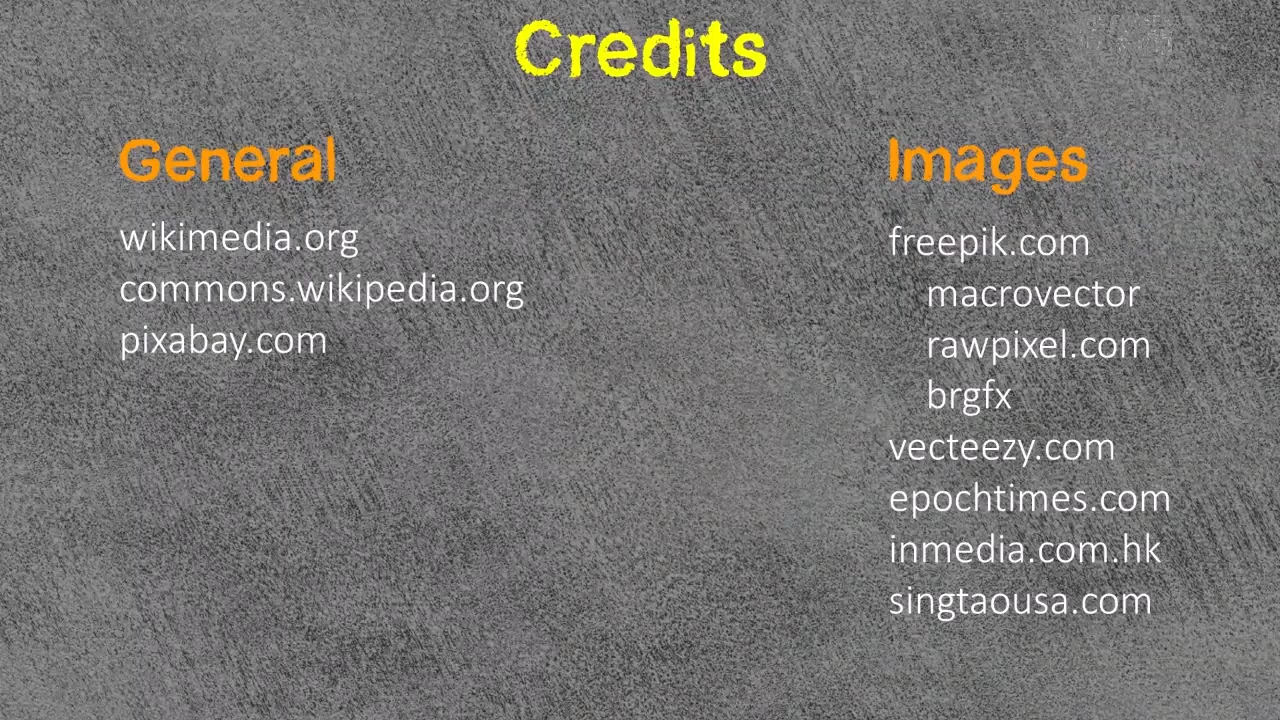 Credits
General
wikimedia.org
commons.wikipedia.org
pixabay.com
Images
freepik.com
macrovector
rawpixel.com
brgfx
vecteezy.com
epochtimes.com
inmedia.com.hk
singtaousa.com